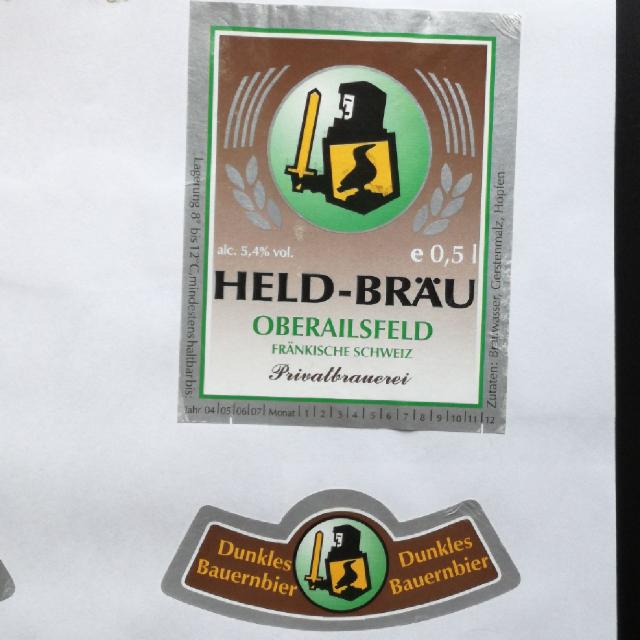 Lagerung 8° bis 12°C, mindestens haltbar bis:
alc. 5,4% vol.
e 0,5 l
HELD-BRÄU
OBERAILSFELD
FRÄNKISCHE SCHWEIZ
Privatbrauerei
Jahr 04|05|06|07| Monat |1|2|3|4|5|6|7|8|9|10|11|12
Zutaten: Brauwasser, Gerstenmalz, Hopfen
Dunkles
Bauernbier
Dunkles
Bauernbier